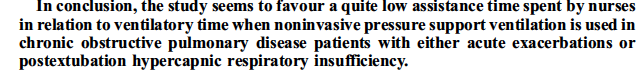 In conclusion, the study seems to favour a quite low assistance time spent by nurses
in relation to ventilatory time when noninvasive pressure support ventilation is used in
chronic obstructive pulmonary disease patients with either acute exacerbations or
postextubation hypercapnic respiratory insufficiency.